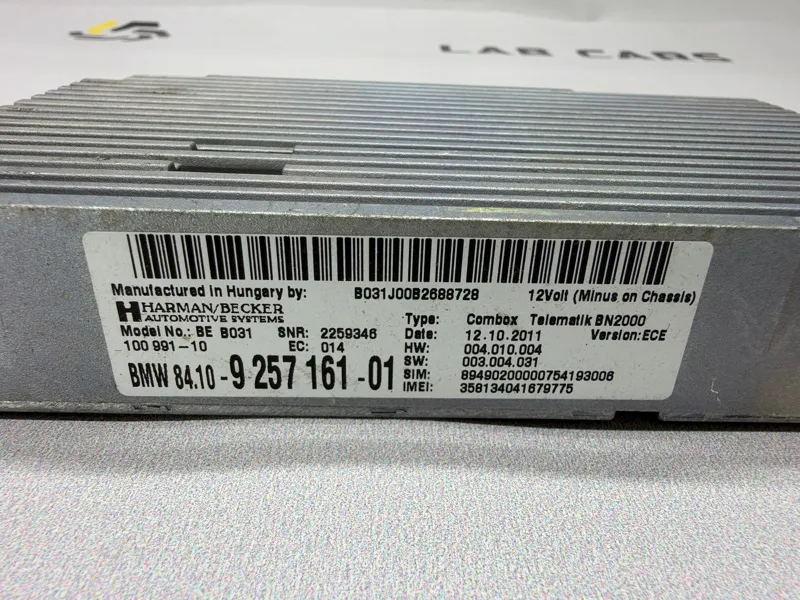 LAB CARS
Manufactured in Hungary by: B031J00B2688728 12Volt (Minus on Chassis)
HARMAN/BECKER
AUTOMOTIVE SYSTEMS
Type: Combox Telematik BN2000
Model No.: BE B031 SNR: 2259346 Date: 12.10.2011 Version: ECE
100 991-10 EC: 014 HW: 004.010.004
SW: 003.004.031
BMW 84.10 - 9 257 161 - 01 SIM: 89490200000754193006
IMEI: 358134041679775